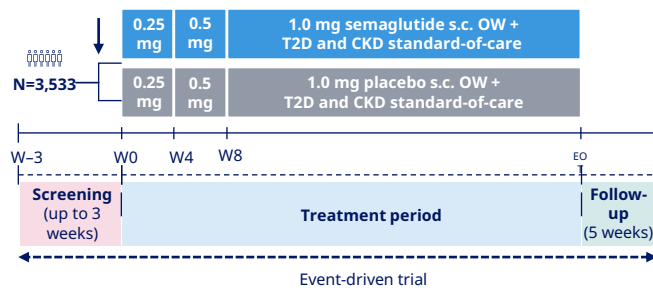 0.25 mg
0.5 mg
1.0 mg semaglutide s.c. OW +
T2D and CKD standard-of-care
N=3,533
0.25 mg
0.5 mg
1.0 mg placebo s.c. OW +
T2D and CKD standard-of-care
W–3
W0
W4
W8
EO
T
Screening
(up to 3
weeks)
Treatment period
Follow-
up
(5 weeks)
Event-driven trial